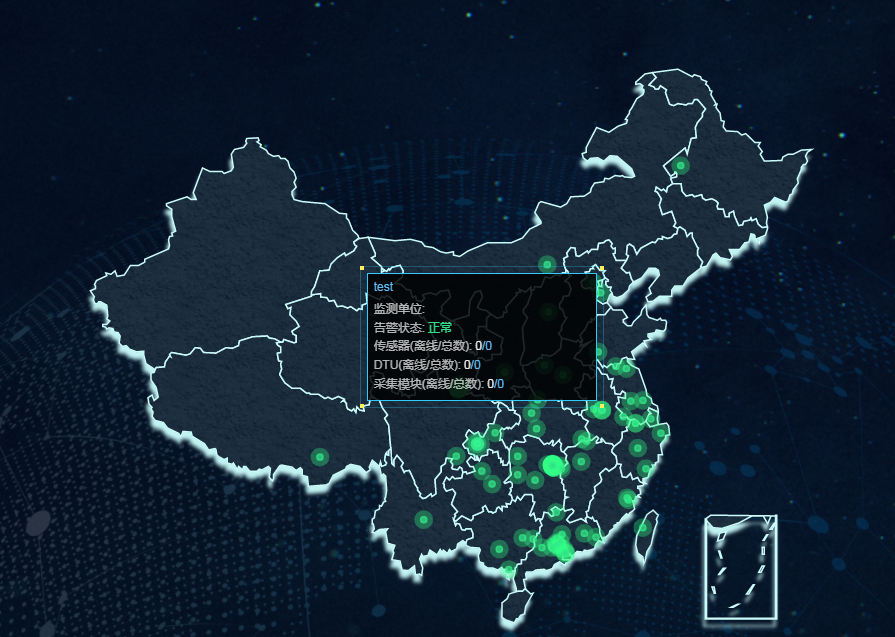 test
监测单位:
告警状态: 正常
传感器(离线/总数): 0/0
DTU(离线/总数): 0/0
采集模块(离线/总数): 0/0